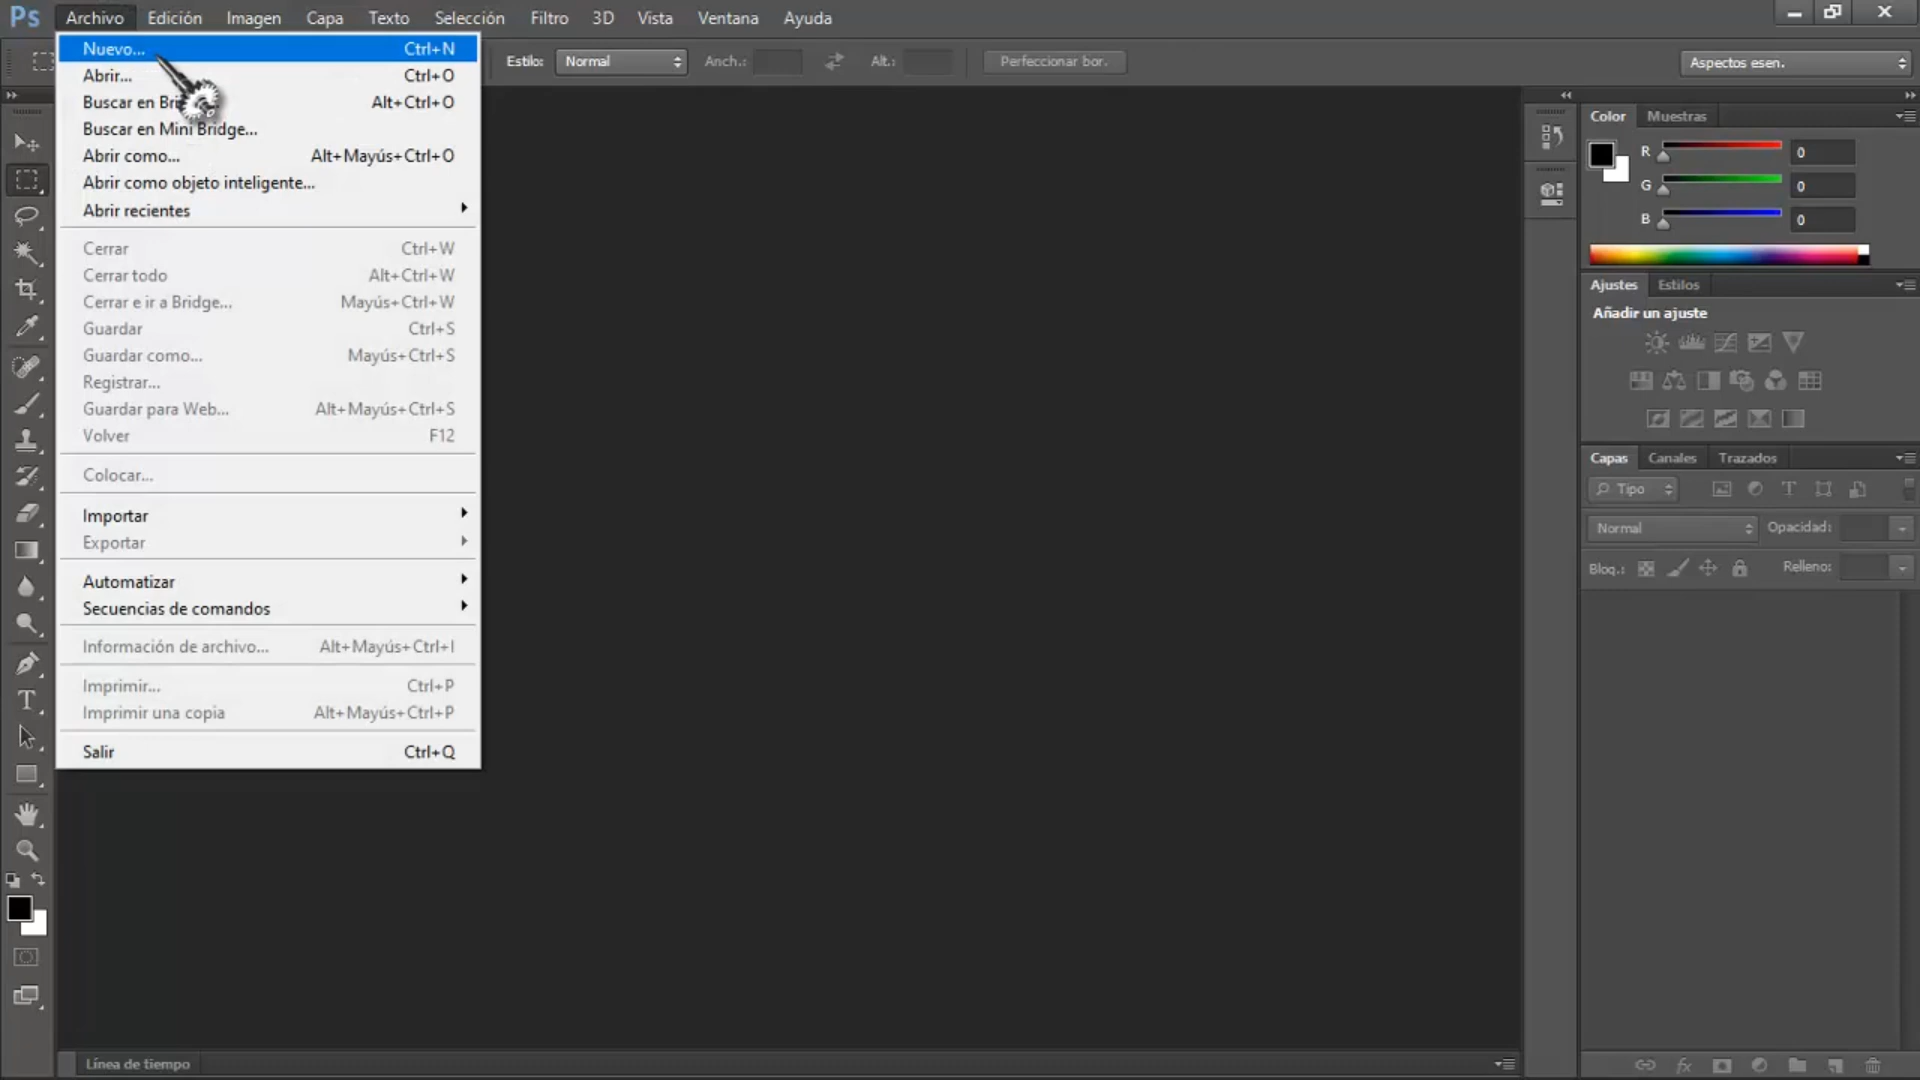 Ps Archivo Edición Imagen Capa Texto Selección Filtro 3D Vista Ventana Ayuda
Estilo: Normal Anch.: Alt.: Perfeccionar bor. Aspectos esen.
Nuevo... Ctrl+N
Abrir... Ctrl+O
Buscar en Alt+Ctrl+O
Buscar en Mini Bridge...
Abrir como... Alt+Mayús+Ctrl+O
Abrir como objeto inteligente...
Abrir recientes
Cerrar Ctrl+W
Cerrar todo Alt+Ctrl+W
Cerrar e ir a Bridge... Mayús+Ctrl+W
Guardar Ctrl+S
Guardar como... Mayús+Ctrl+S
Registrar...
Guardar para Web... Alt+Mayús+Ctrl+S
Volver F12
Colocar...
Importar
Exportar
Automatizar
Secuencias de comandos
Información de archivo... Alt+Mayús+Ctrl+I
Imprimir... Ctrl+P
Imprimir una copia Alt+Mayús+Ctrl+P
Salir Ctrl+Q
T
Color Muestras
R 0
G 0
B 0
Ajustes Estilos
Añadir un ajuste
Capas Canales Trazados
Tipo T
Normal Opacidad:
Bloq.: Relleno:
fx
Línea de tiempo